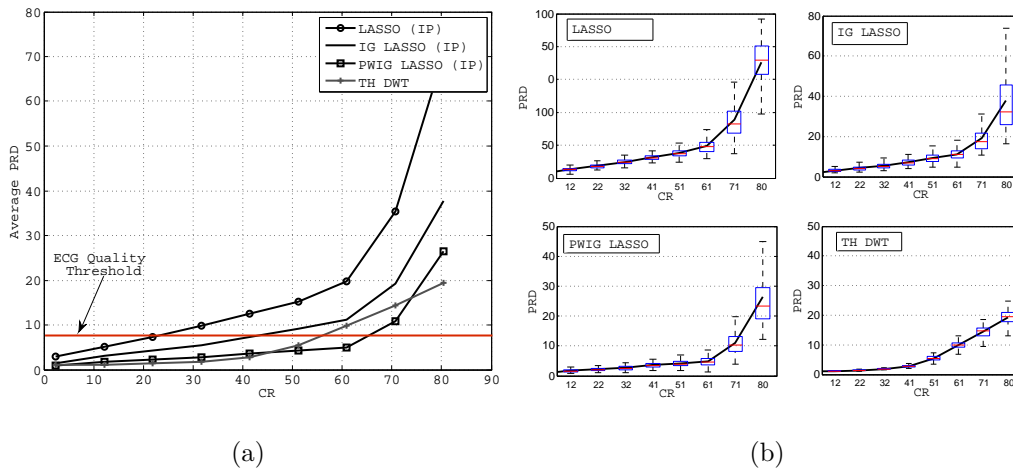 80
70
60
50
40
30
20
10
0
Average PRD
LASSO (IP)
IG LASSO (IP)
PWIG LASSO (IP)
TH DWT
ECG Quality
Threshold
0 10 20 30 40 50 60 70 80 90
CR
(a)
LASSO
100
50
0
100
50
0
PRD
12 22 32 41 51 61 71 80
CR
IG LASSO
80
60
40
20
0
PRD
12 22 32 41 51 61 71 80
CR
PWIG LASSO
50
40
30
20
10
0
PRD
12 22 32 41 51 61 71 80
CR
TH DWT
50
40
30
20
10
0
PRD
12 22 32 41 51 61 71 80
CR
(b)